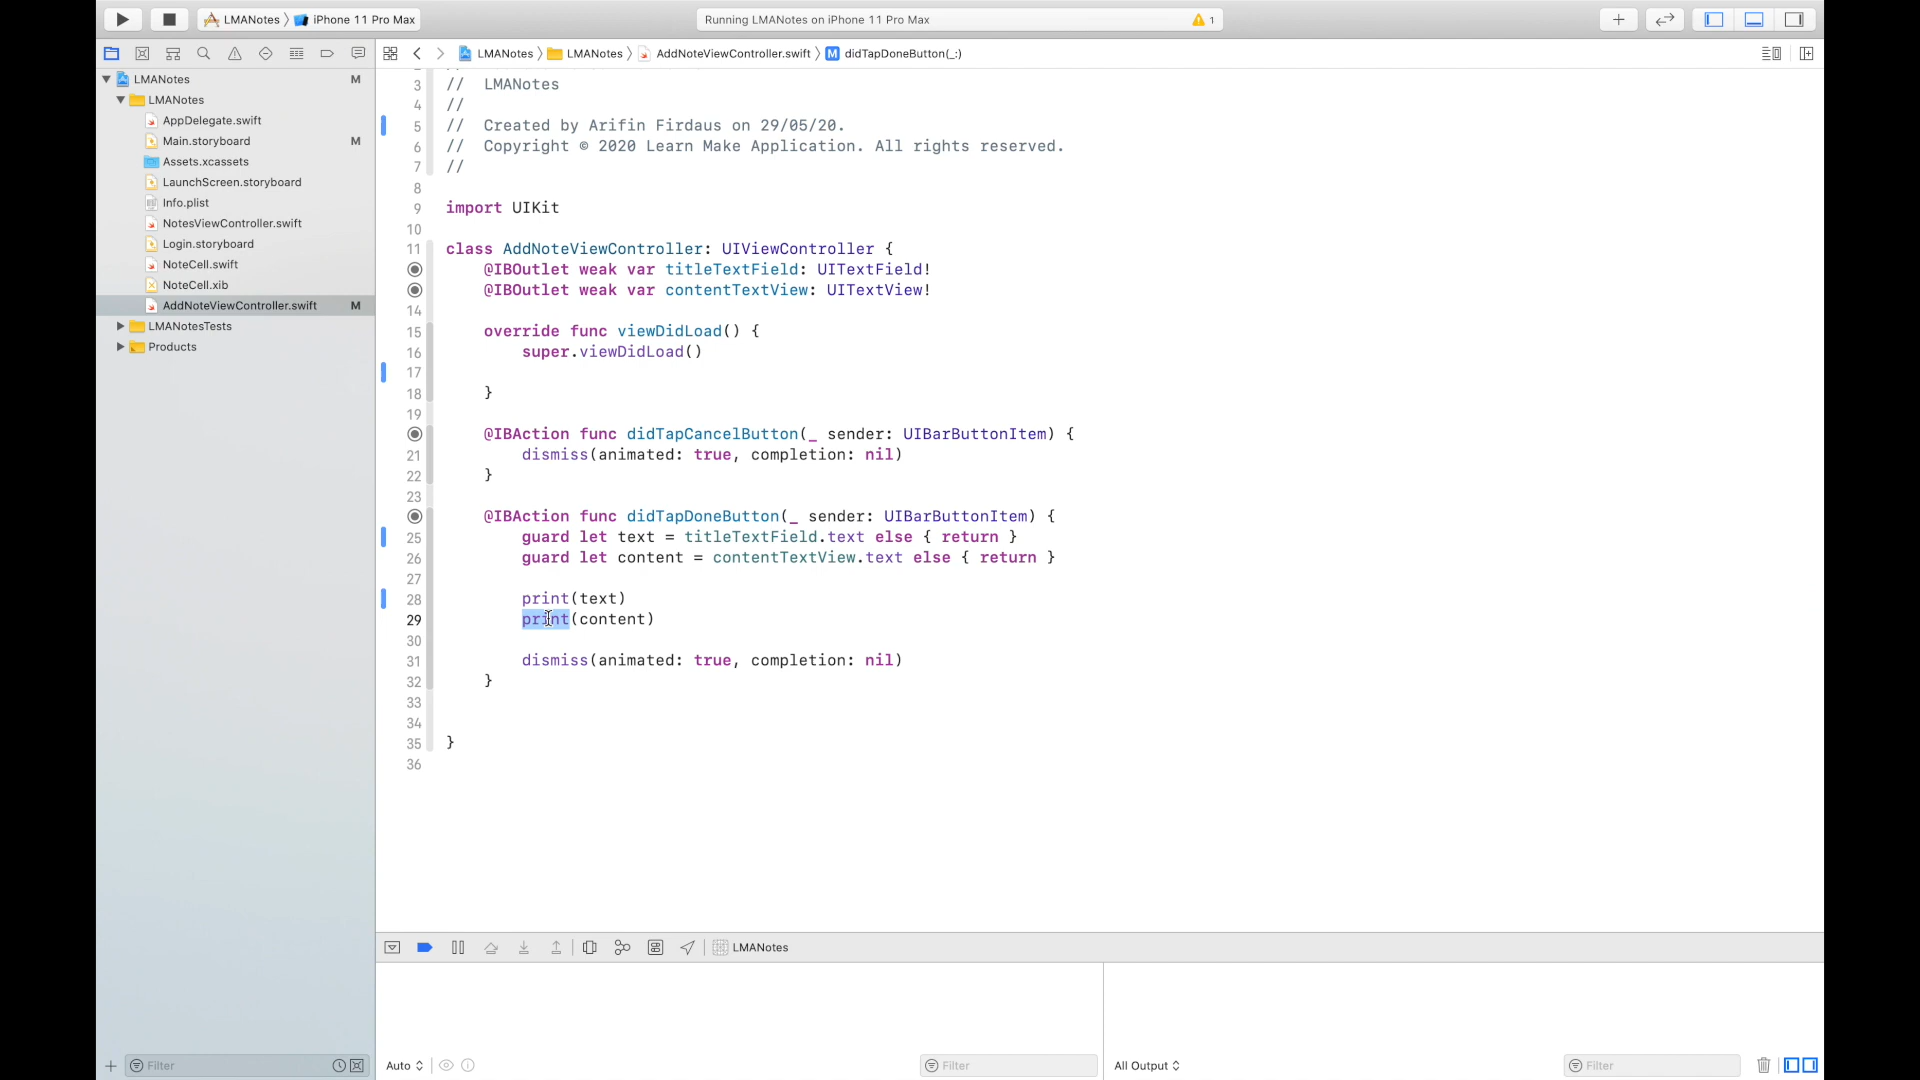 LMANotes iPhone 11 Pro Max
Running LMANotes on iPhone 11 Pro Max
1
LMANotes LMANotes AddNoteViewController.swift M didTapDoneButton(_:)
LMANotes M
LMANotes
AppDelegate.swift
Main.storyboard M
Assets.xcassets
LaunchScreen.storyboard
Info.plist
NotesViewController.swift
Login.storyboard
NoteCell.swift
NoteCell.xib
AddNoteViewController.swift M
LMANotesTests
Products
3 //  LMANotes
4 //
5 //  Created by Arifin Firdaus on 29/05/20.
6 //  Copyright © 2020 Learn Make Application. All rights reserved.
7 //
8
9 import UIKit
10
11 class AddNoteViewController: UIViewController {
@IBOutlet weak var titleTextField: UITextField!
@IBOutlet weak var contentTextView: UITextView!
14
15 override func viewDidLoad() {
16 super.viewDidLoad()
17
18 }
19
@IBAction func didTapCancelButton(_ sender: UIBarButtonItem) {
21 dismiss(animated: true, completion: nil)
22 }
23
@IBAction func didTapDoneButton(_ sender: UIBarButtonItem) {
25 guard let text = titleTextField.text else { return }
26 guard let content = contentTextView.text else { return }
27
28 print(text)
29 print(content)
30
31 dismiss(animated: true, completion: nil)
32 }
33
34
35 }
36
LMANotes
Filter
Auto
Filter
All Output
Filter